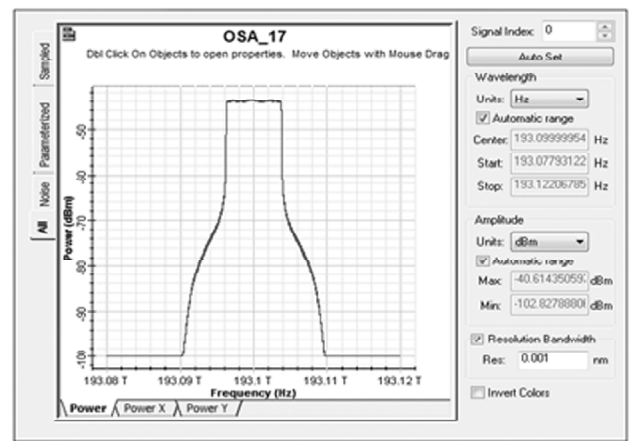 OSA_17
Dbl Click On Objects to open properties. Move Objects with Mouse Drag
Sampled
Parameterized
Noise
All
Power (dBm)
-50
-60
-70
-80
-90
-100
193.08 T
193.09 T
193.1 T
193.11 T
193.12 T
Frequency (Hz)
Power
Power X
Power Y
Signal Index: 0
Auto Set
Wavelength
Units: Hz
Automatic range
Center: 193.09999954 Hz
Start: 193.07793122 Hz
Stop: 193.12206785 Hz
Amplitude
Units: dBm
Automatic range
Max: -40.61435059 dBm
Min: -102.8278880 dBm
Resolution Bandwidth
Res: 0.001 nm
Invert Colors